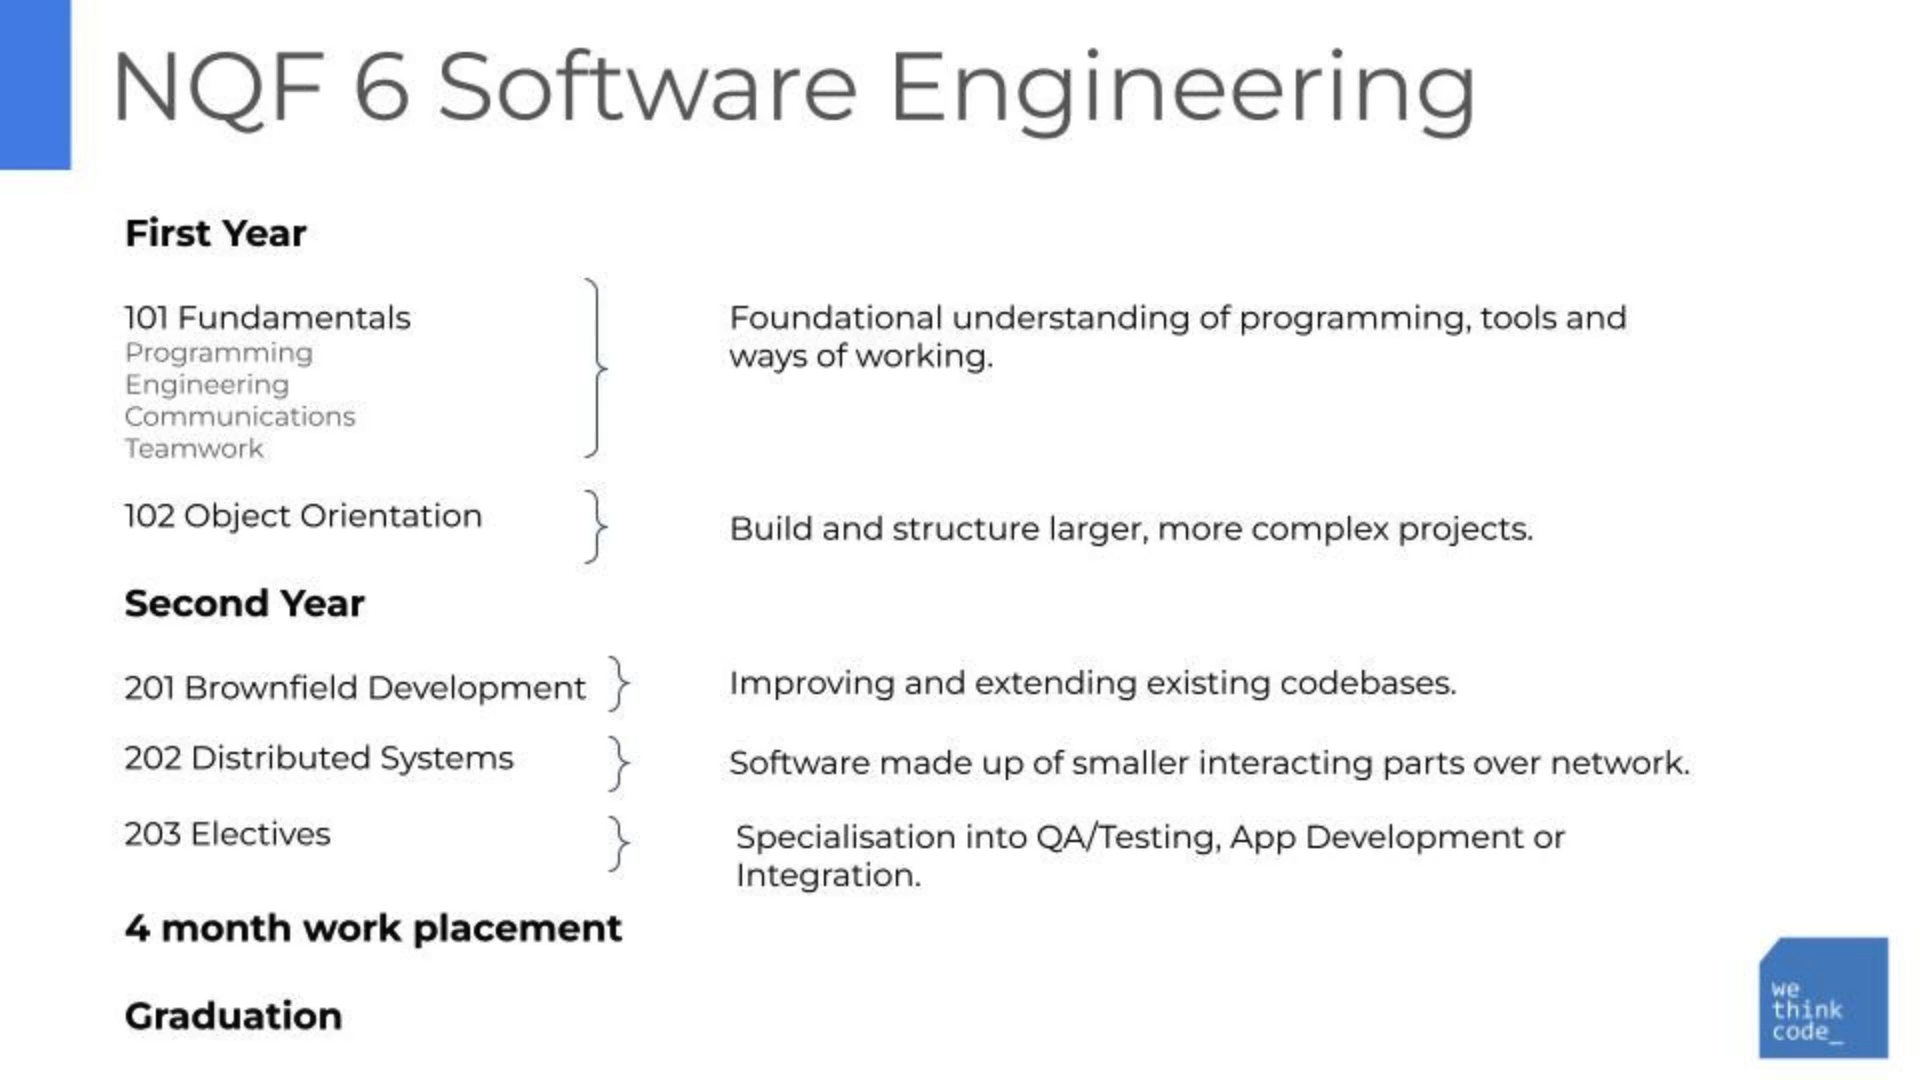 NQF 6 Software Engineering
First Year
101 Fundamentals
Programming
Engineering
Communications
Teamwork
Foundational understanding of programming, tools and
ways of working.
102 Object Orientation
Build and structure larger, more complex projects.
Second Year
201 Brownfield Development
Improving and extending existing codebases.
202 Distributed Systems
Software made up of smaller interacting parts over network.
203 Electives
Specialisation into QA/Testing, App Development or
Integration.
4 month work placement
Graduation
we
think
code_